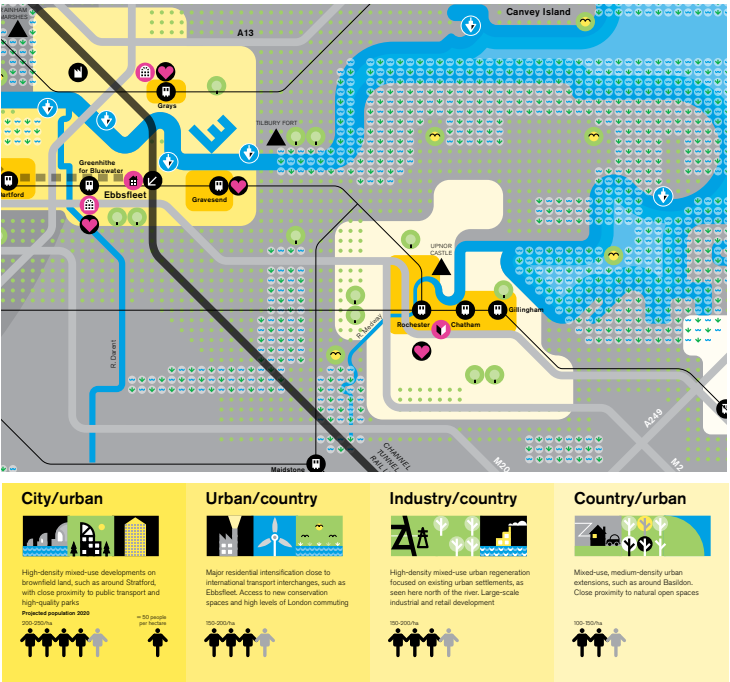 RAINHAM
MARSHES
A13
Canvey Island
Grays
TILBURY FORT
Greenhithe
for Bluewater
Ebbsfleet
Dartford
Gravesend
UPNOR
CASTLE
Rochester
Chatham
Gillingham
R. Medway
R. Darent
A249
M20
M2
CHANNEL
TUNNEL
RAIL L
Maidstone
City/urban
High-density mixed-use developments on
brownfield land, such as around Stratford,
with close proximity to public transport and
high-quality parks
Projected population 2020
200-250/ha
= 50 people
per hectare
Urban/country
Major residential intensification close to
international transport interchanges, such as
Ebbsfleet. Access to new conservation
spaces and high levels of London commuting
150-200/ha
Industry/country
High-density mixed-use urban regeneration
focused on existing urban settlements, as
seen here north of the river. Large-scale
industrial and retail development
150-200/ha
Country/urban
Mixed-use, medium-density urban
extensions, such as around Basildon.
Close proximity to natural open spaces
100-150/ha